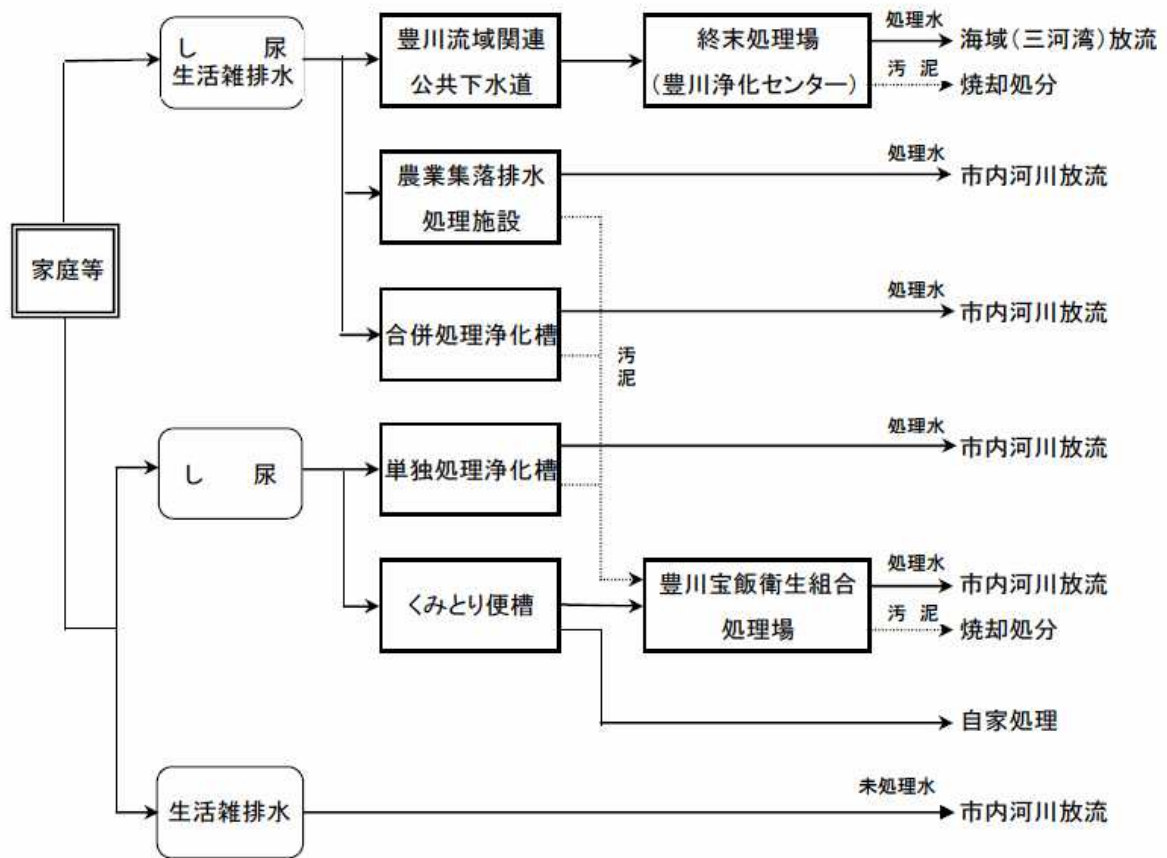 家庭等
し　尿
生活雑排水
豊川流域関連
公共下水道
終末処理場
(豊川浄化センター)
処理水
海域(三河湾)放流
汚　泥
焼却処分
農業集落排水
処理施設
処理水
市内河川放流
合併処理浄化槽
処理水
市内河川放流
汚
泥
し　尿
単独処理浄化槽
処理水
市内河川放流
くみとり便槽
豊川宝飯衛生組合
処理場
処理水
市内河川放流
汚　泥
焼却処分
自家処理
生活雑排水
未処理水
市内河川放流